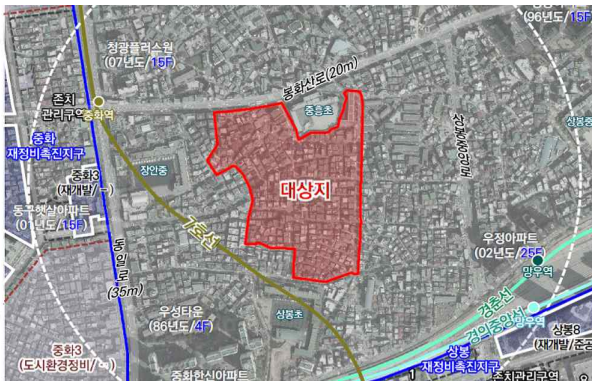 (96년도/15F)
청광플러스원
(07년도/15F)
봉화산로(20m)
존치
관리구역
중화역
중흥초
상봉중앙로
상봉중
중화
재정비촉진지구
장안중
중화3
(재개발/-)
대상지
동구햇살아파트
(01년도/15F)
7호선
동일로
(35m)
우정아파트
(02년도/25F)
망우역
경춘선
경의중앙선
망우역
우성타운
(86년도/4F)
상봉초
상봉8
(재개발/준공)
중화3
(도시환경정비/-)
상봉
재정비촉진지구
중화한신아파트
존치관리구역